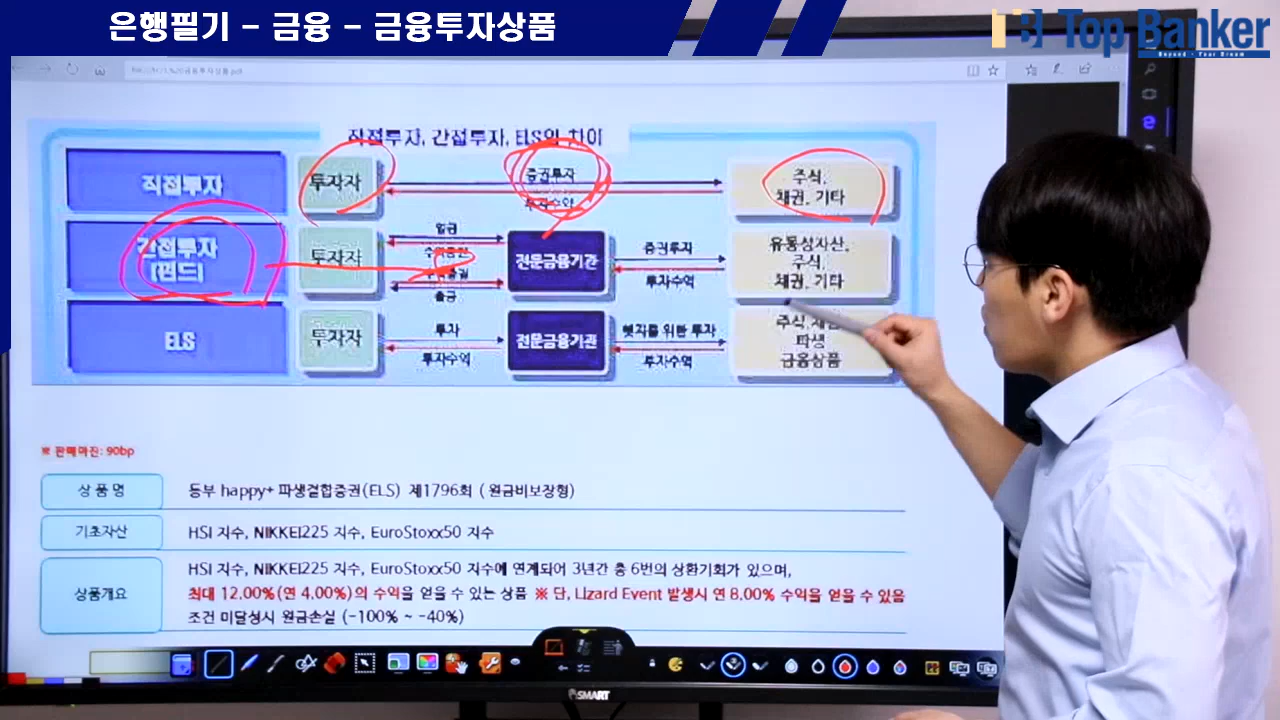 은행필기 - 금융 - 금융투자상품
Top Banker
Beyond · Your Dream
직접투자, 간접투자, ELS의 차이
직접투자
투자자
증권투자
투자수익
주식,
채권, 기타
간접투자
(펀드)
투자자
입금
출금
전문금융기관
증권투자
투자수익
유동성자산,
주식,
채권, 기타
ELS
투자자
투자
투자수익
전문금융기관
헷지를 위한 투자
투자수익
주식,채권
파생
금융상품
※ 판매마진: 90bp
상 품 명
동부 happy+ 파생결합증권(ELS) 제1796회 ( 원금비보장형)
기초자산
HSI 지수, NIKKEI225 지수, EuroStoxx50 지수
상품개요
HSI 지수, NIKKEI225 지수, EuroStoxx50 지수에 연계되어 3년간 총 6번의 상환기회가 있으며,
최대 12.00%(연 4.00%)의 수익을 얻을 수 있는 상품 ※ 단, Lizard Event 발생시 연 8.00% 수익을 얻을 수 있음
조건 미달성시 원금손실 (-100% ~ -40%)
SMART